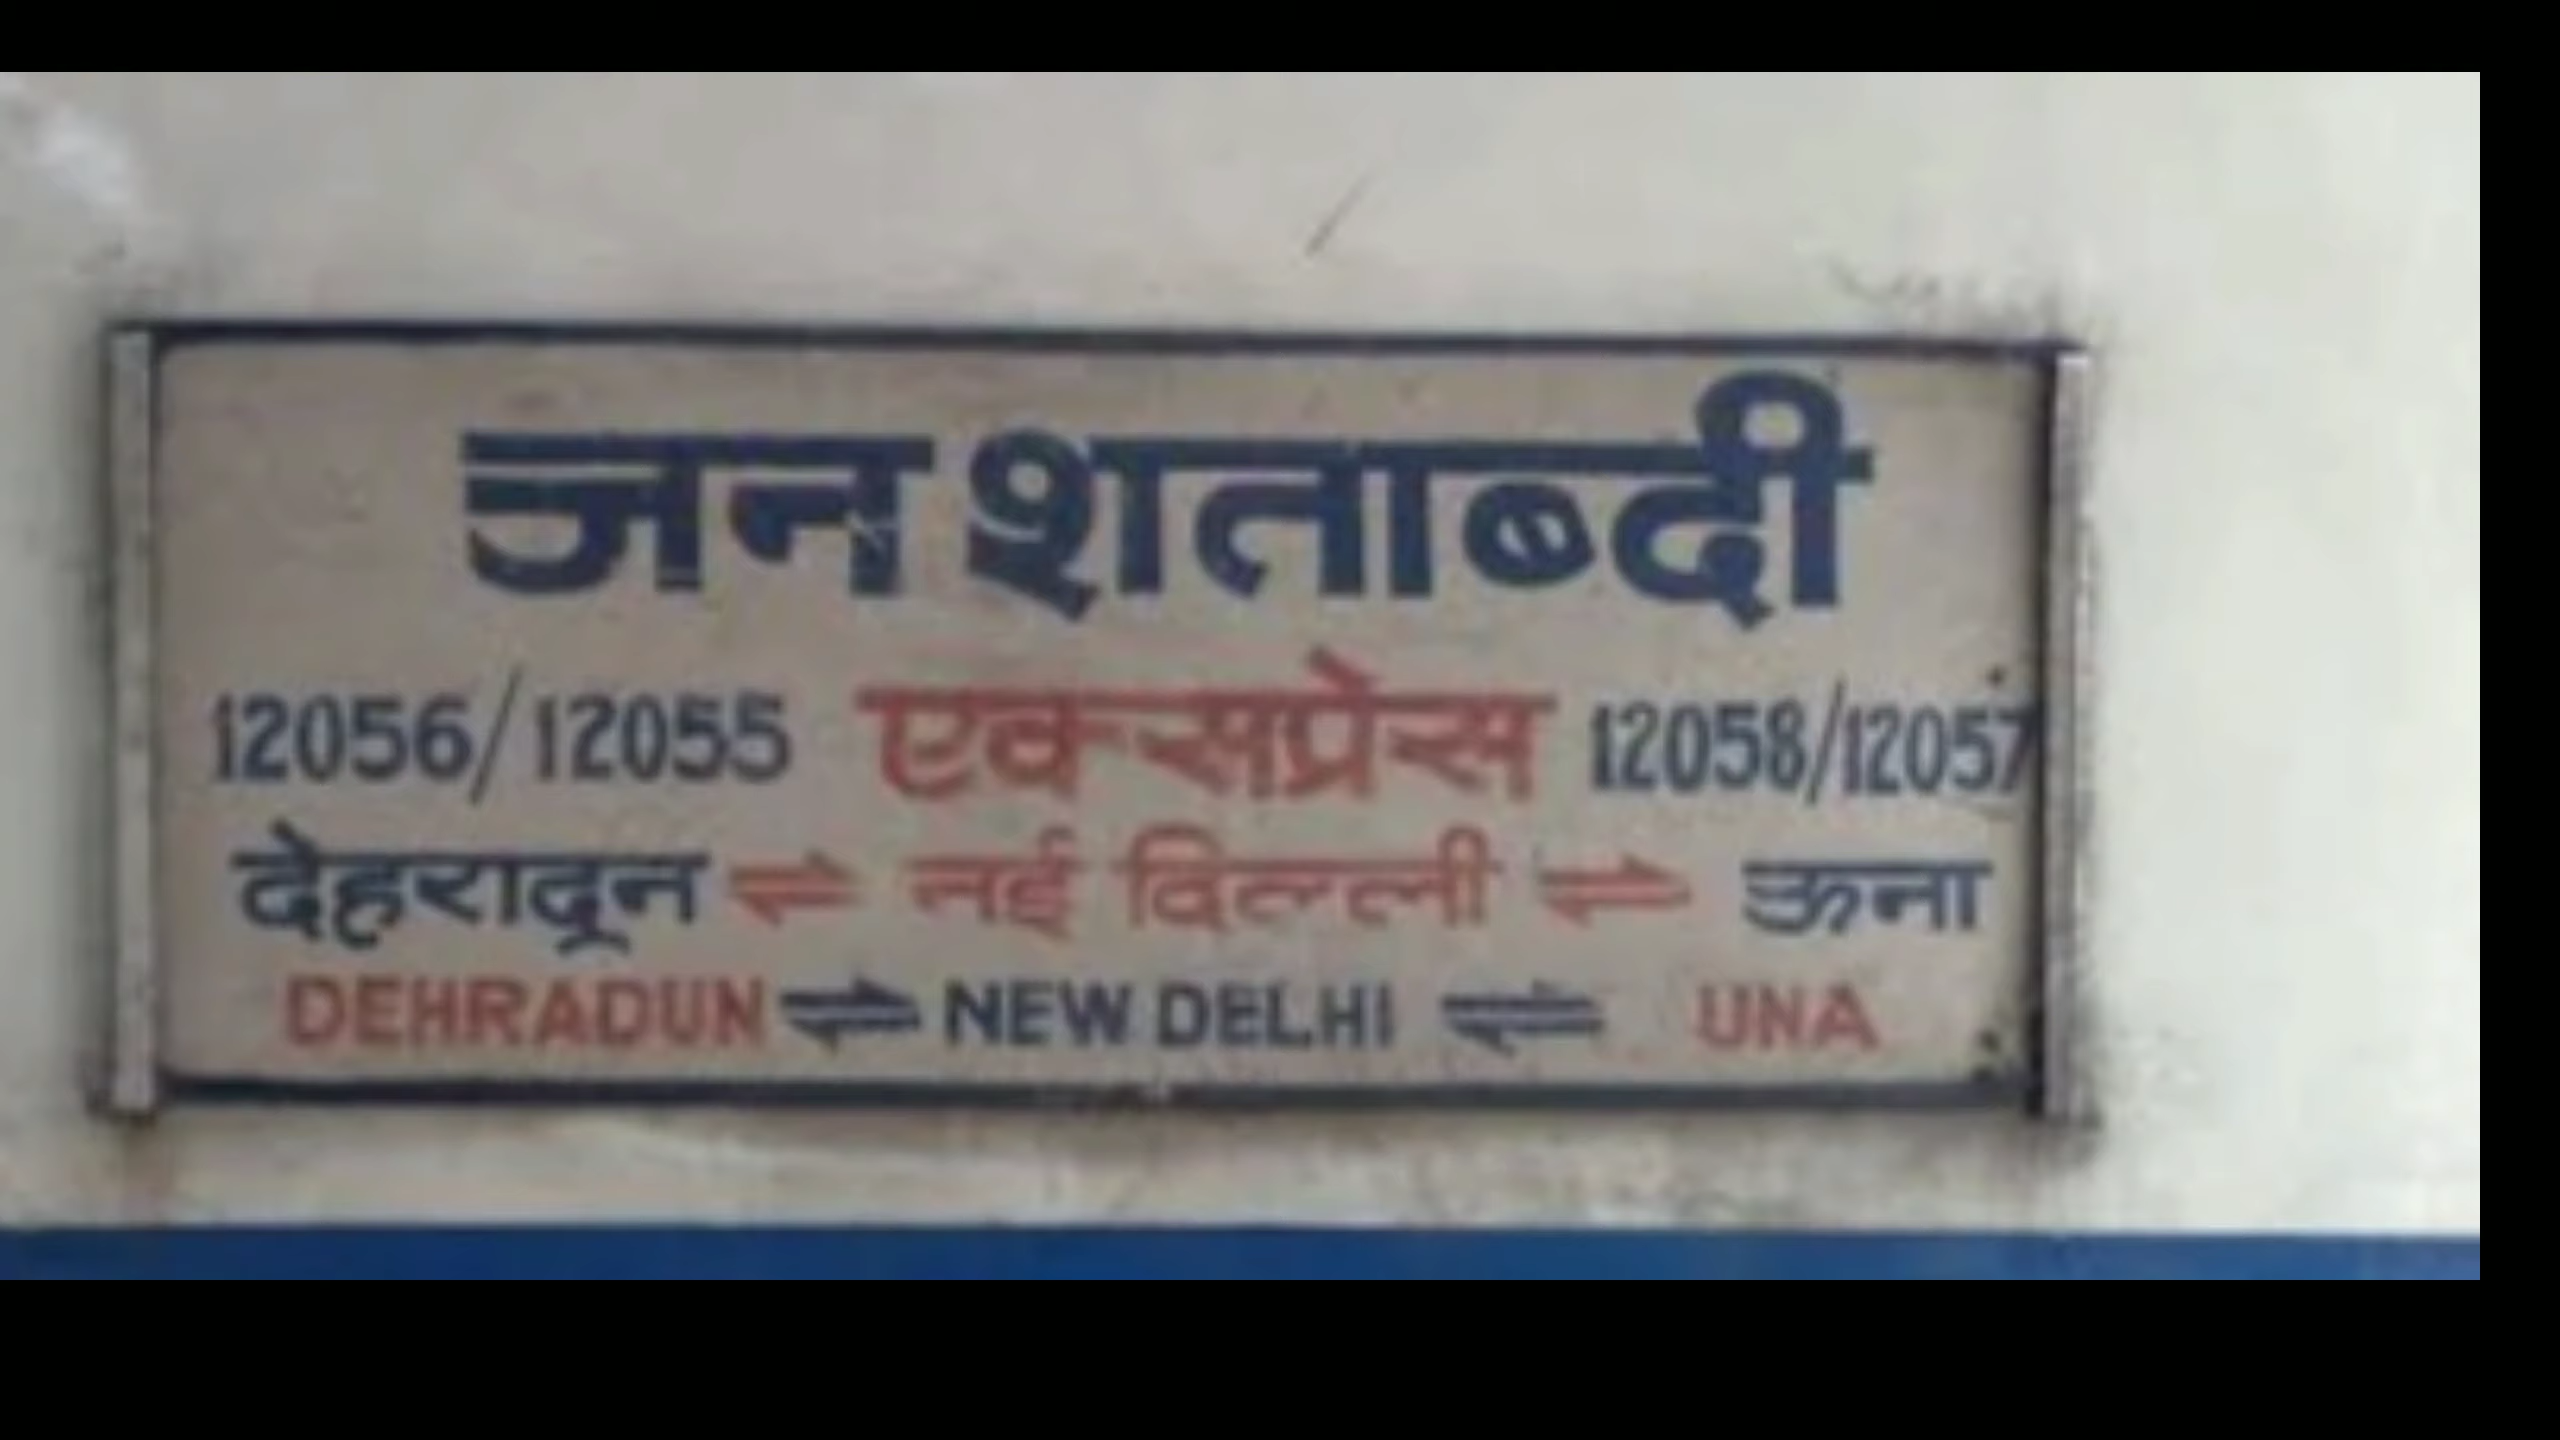 जन शताब्दी
12056/12055 एक्सप्रेस 12058/12057
देहरादून ⇌ नई दिल्ली ⇌ ऊना
DEHRADUN ⇌ NEW DELHI ⇌ UNA